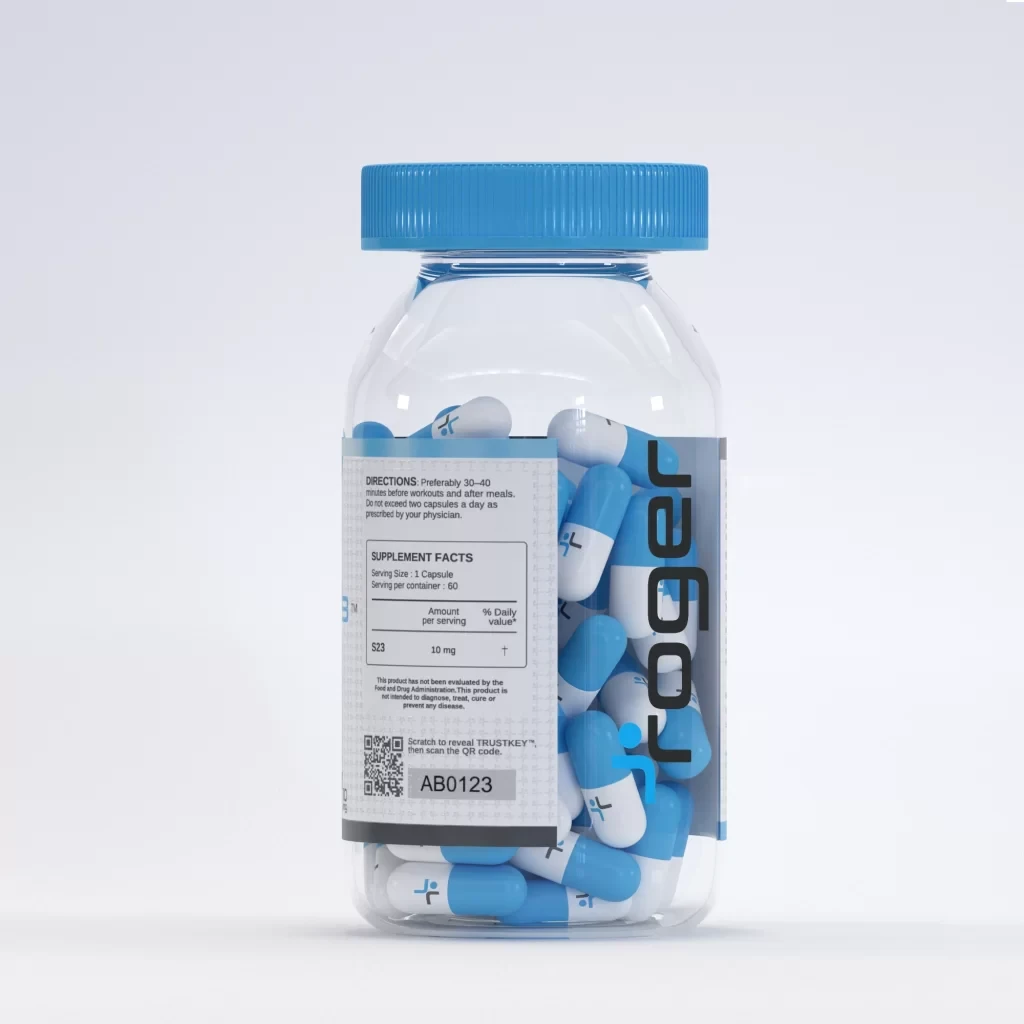 DIRECTIONS: Preferably 30–40
minutes before workouts and after meals.
Do not exceed two capsules a day as
prescribed by your physician.
SUPPLEMENT FACTS
Serving Size : 1 Capsule
Serving per container : 60
Amount
per serving
% Daily
value*
S23
10 mg
†
This product has not been evaluated by the
Food and Drug Administration.This product is
not intended to diagnose, treat, cure or
prevent any disease.
Scratch to reveal TRUSTKEY™,
then scan the QR code.
AB0123
TM
roger